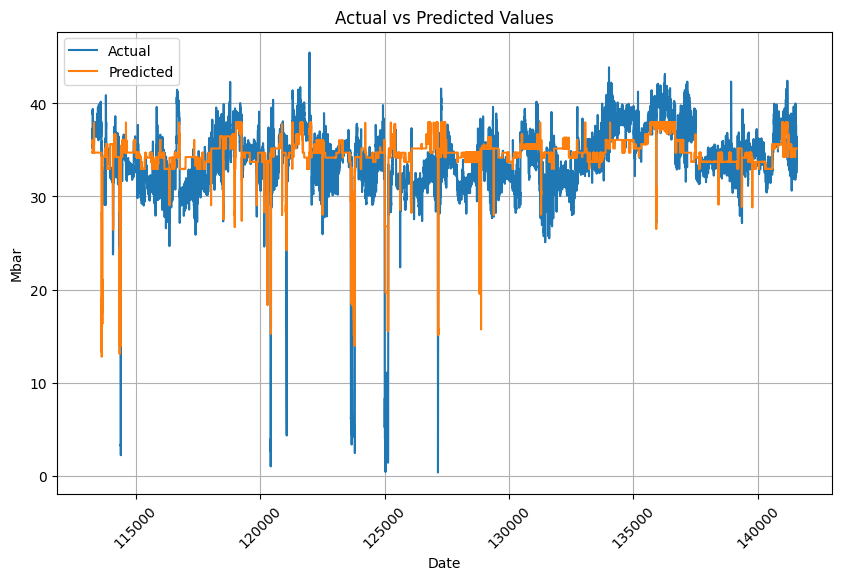 Actual vs Predicted Values
Actual
Predicted
Mbar
40
30
20
10
0
115000
120000
125000
130000
135000
140000
Date